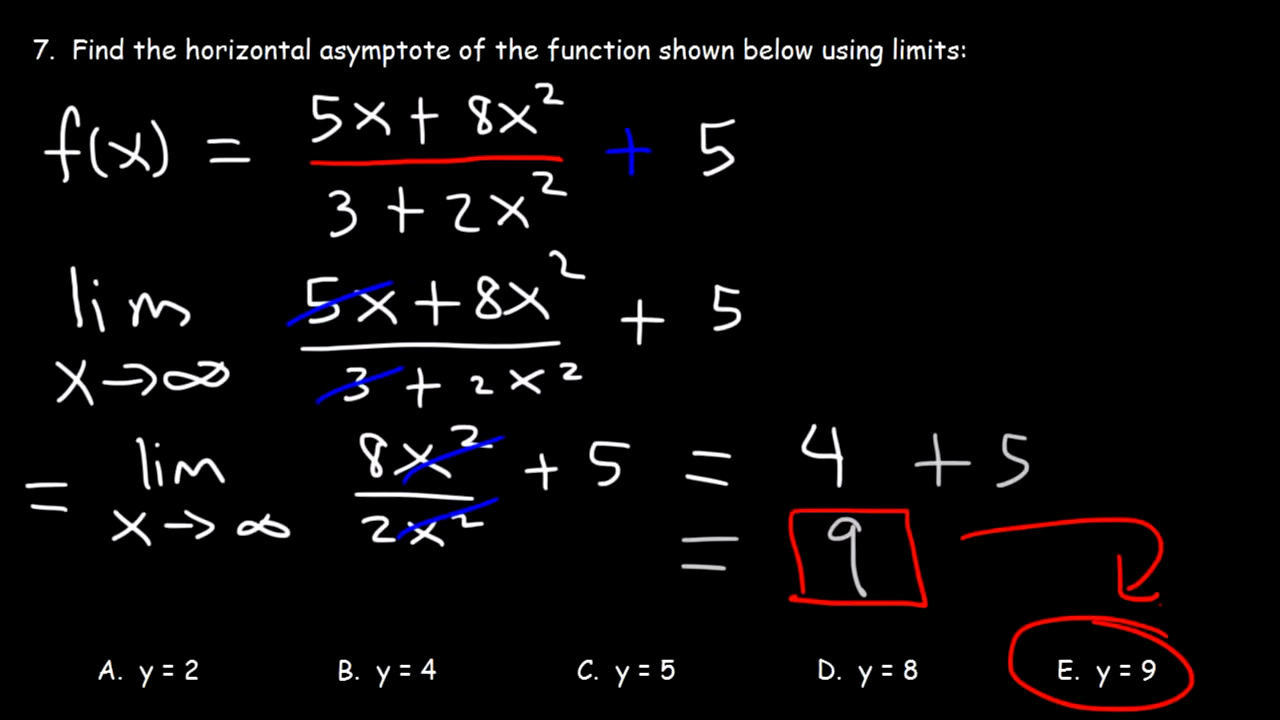 7. Find the horizontal asymptote of the function shown below using limits:
f(x) = (5x + 8x²)/(3 + 2x²) + 5
lim x→∞ (5x + 8x²)/(3 + 2x²) + 5
= lim x→∞ 8x²/2x² + 5 = 4 + 5
= 9
A. y = 2 B. y = 4 C. y = 5 D. y = 8 E. y = 9